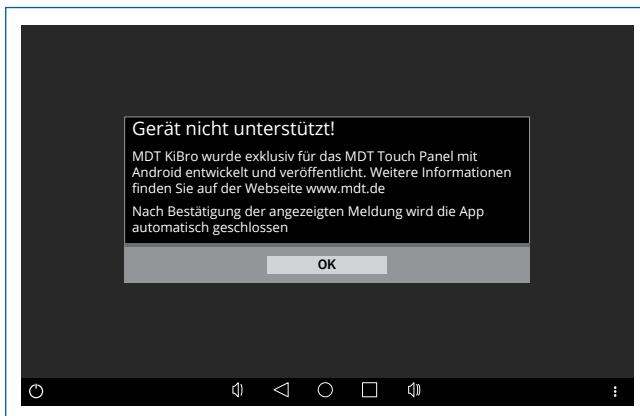 Gerät nicht unterstützt!
MDT KiBro wurde exklusiv für das MDT Touch Panel mit
Android entwickelt und veröffentlicht. Weitere Informationen
finden Sie auf der Webseite www.mdt.de
Nach Bestätigung der angezeigten Meldung wird die App
automatisch geschlossen
OK